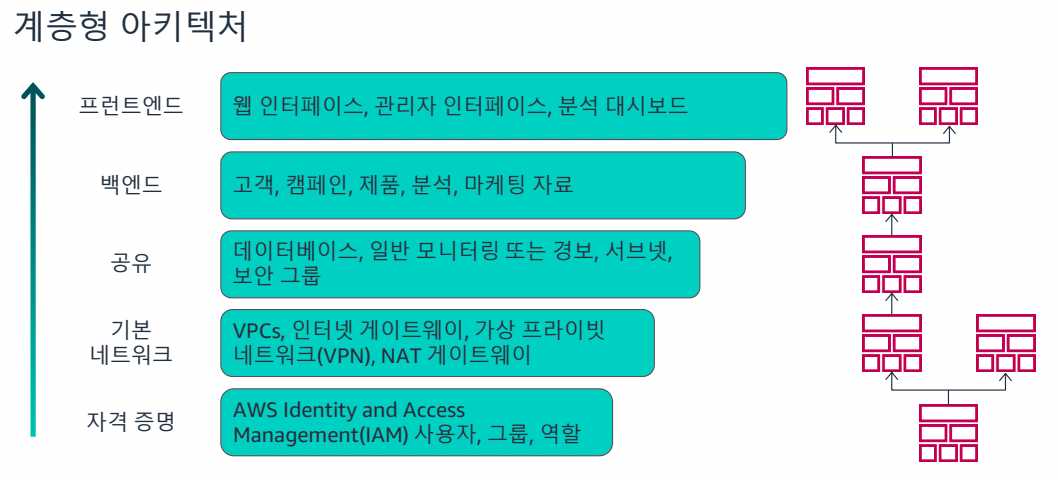 계층형 아키텍처
프런트엔드
웹 인터페이스, 관리자 인터페이스, 분석 대시보드
백엔드
고객, 캠페인, 제품, 분석, 마케팅 자료
공유
데이터베이스, 일반 모니터링 또는 경보, 서브넷,
보안 그룹
기본
네트워크
VPCs, 인터넷 게이트웨이, 가상 프라이빗
네트워크(VPN), NAT 게이트웨이
자격 증명
AWS Identity and Access
Management(IAM) 사용자, 그룹, 역할